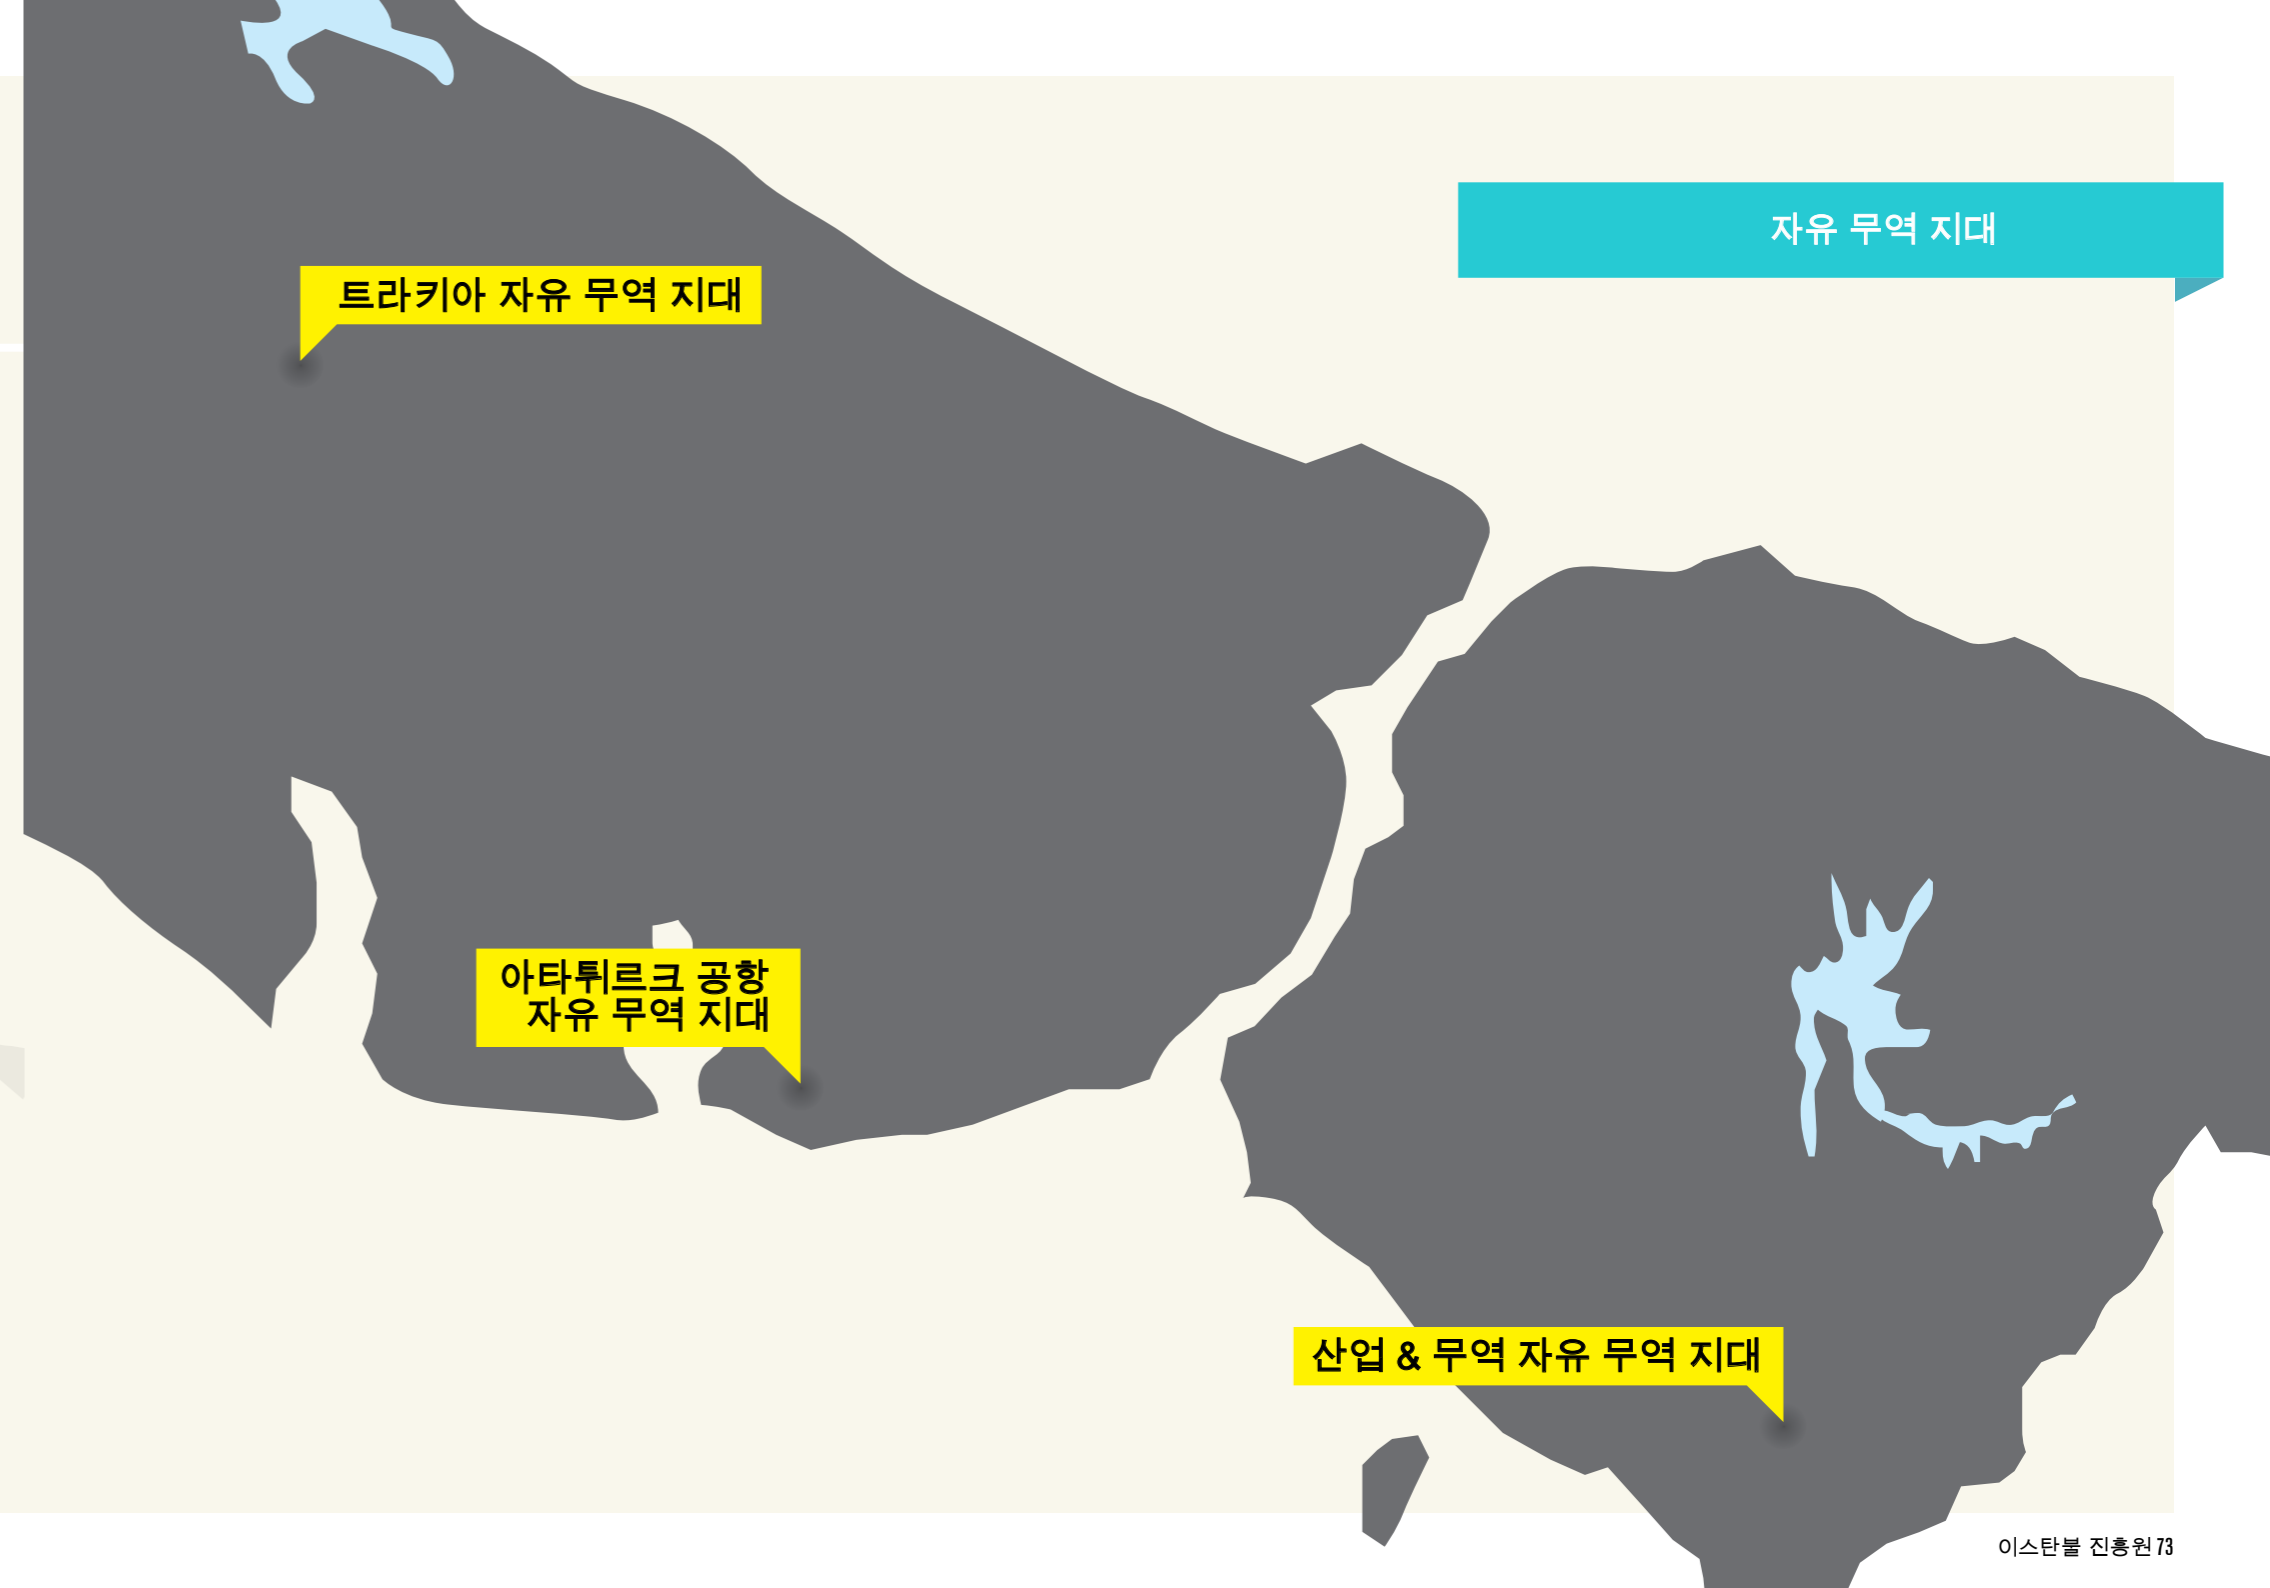 자유 무역 지대
트라키아 자유 무역 지대
아타튀르크 공항
자유 무역 지대
산업 & 무역 자유 무역 지대
이스탄불 진흥원 73